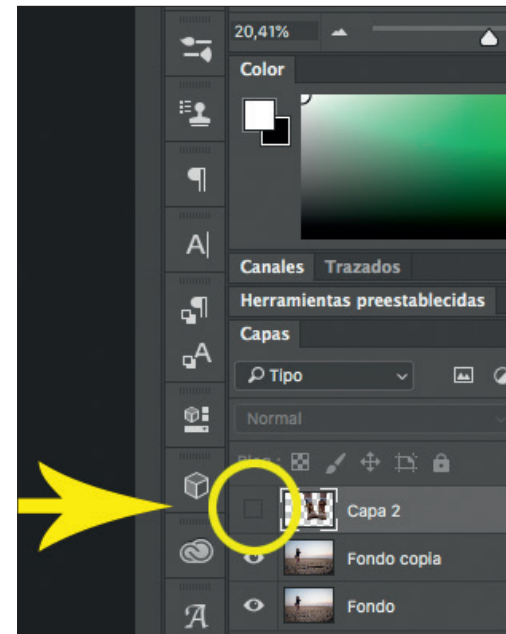 20,41%
Color
Canales Trazados
Herramientas preestablecidas
Capas
Tipo
Normal
Capa 2
Fondo copia
Fondo